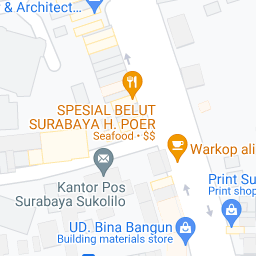 & Architect...
SPESIAL BELUT
SURABAYA H. POER
Seafood • $$
Warkop ali
Kantor Pos
Surabaya Sukolilo
Print Su
Print shop
UD. Bina Bangun
Building materials store